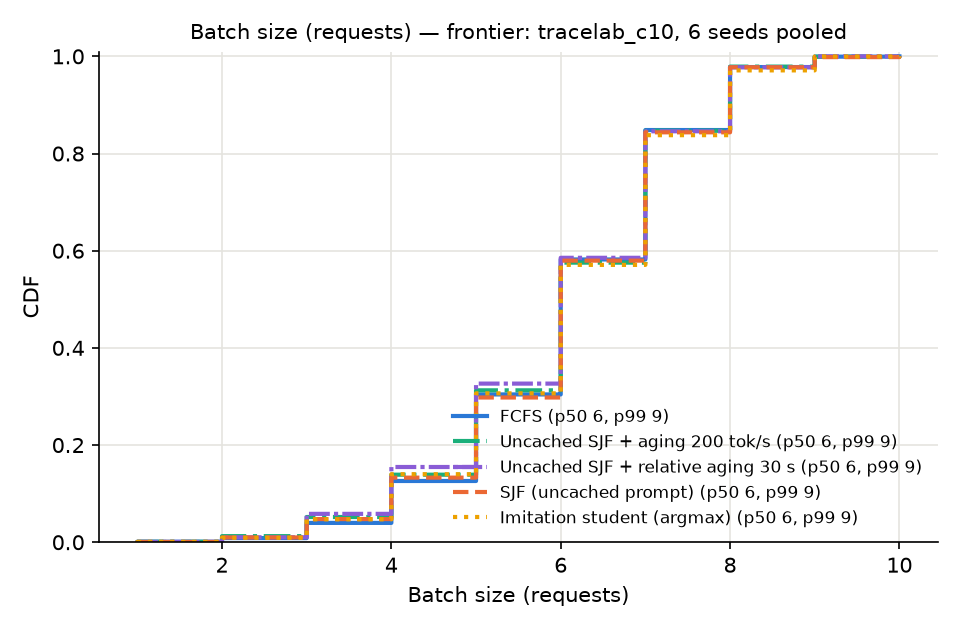 Batch size (requests) — frontier: tracelab_c10, 6 seeds pooled
1.0
0.8
0.6
0.4
0.2
0.0
CDF
FCFS (p50 6, p99 9)
Uncached SJF + aging 200 tok/s (p50 6, p99 9)
Uncached SJF + relative aging 30 s (p50 6, p99 9)
SJF (uncached prompt) (p50 6, p99 9)
Imitation student (argmax) (p50 6, p99 9)
2 4 6 8 10
Batch size (requests)